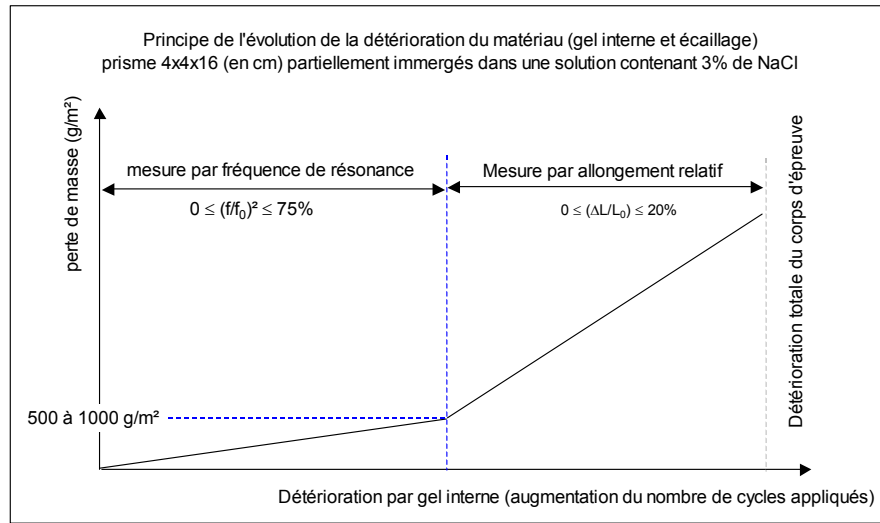 Principe de l'évolution de la détérioration du matériau (gel interne et écaillage)
prisme 4x4x16 (en cm) partiellement immergés dans une solution contenant 3% de NaCl
perte de masse (g/m²)
mesure par fréquence de résonance
0 ≤ (f/f₀)² ≤ 75%
Mesure par allongement relatif
0 ≤ (ΔL/L₀) ≤ 20%
Détérioration totale du corps d'épreuve
500 à 1000 g/m²
Détérioration par gel interne (augmentation du nombre de cycles appliqués)